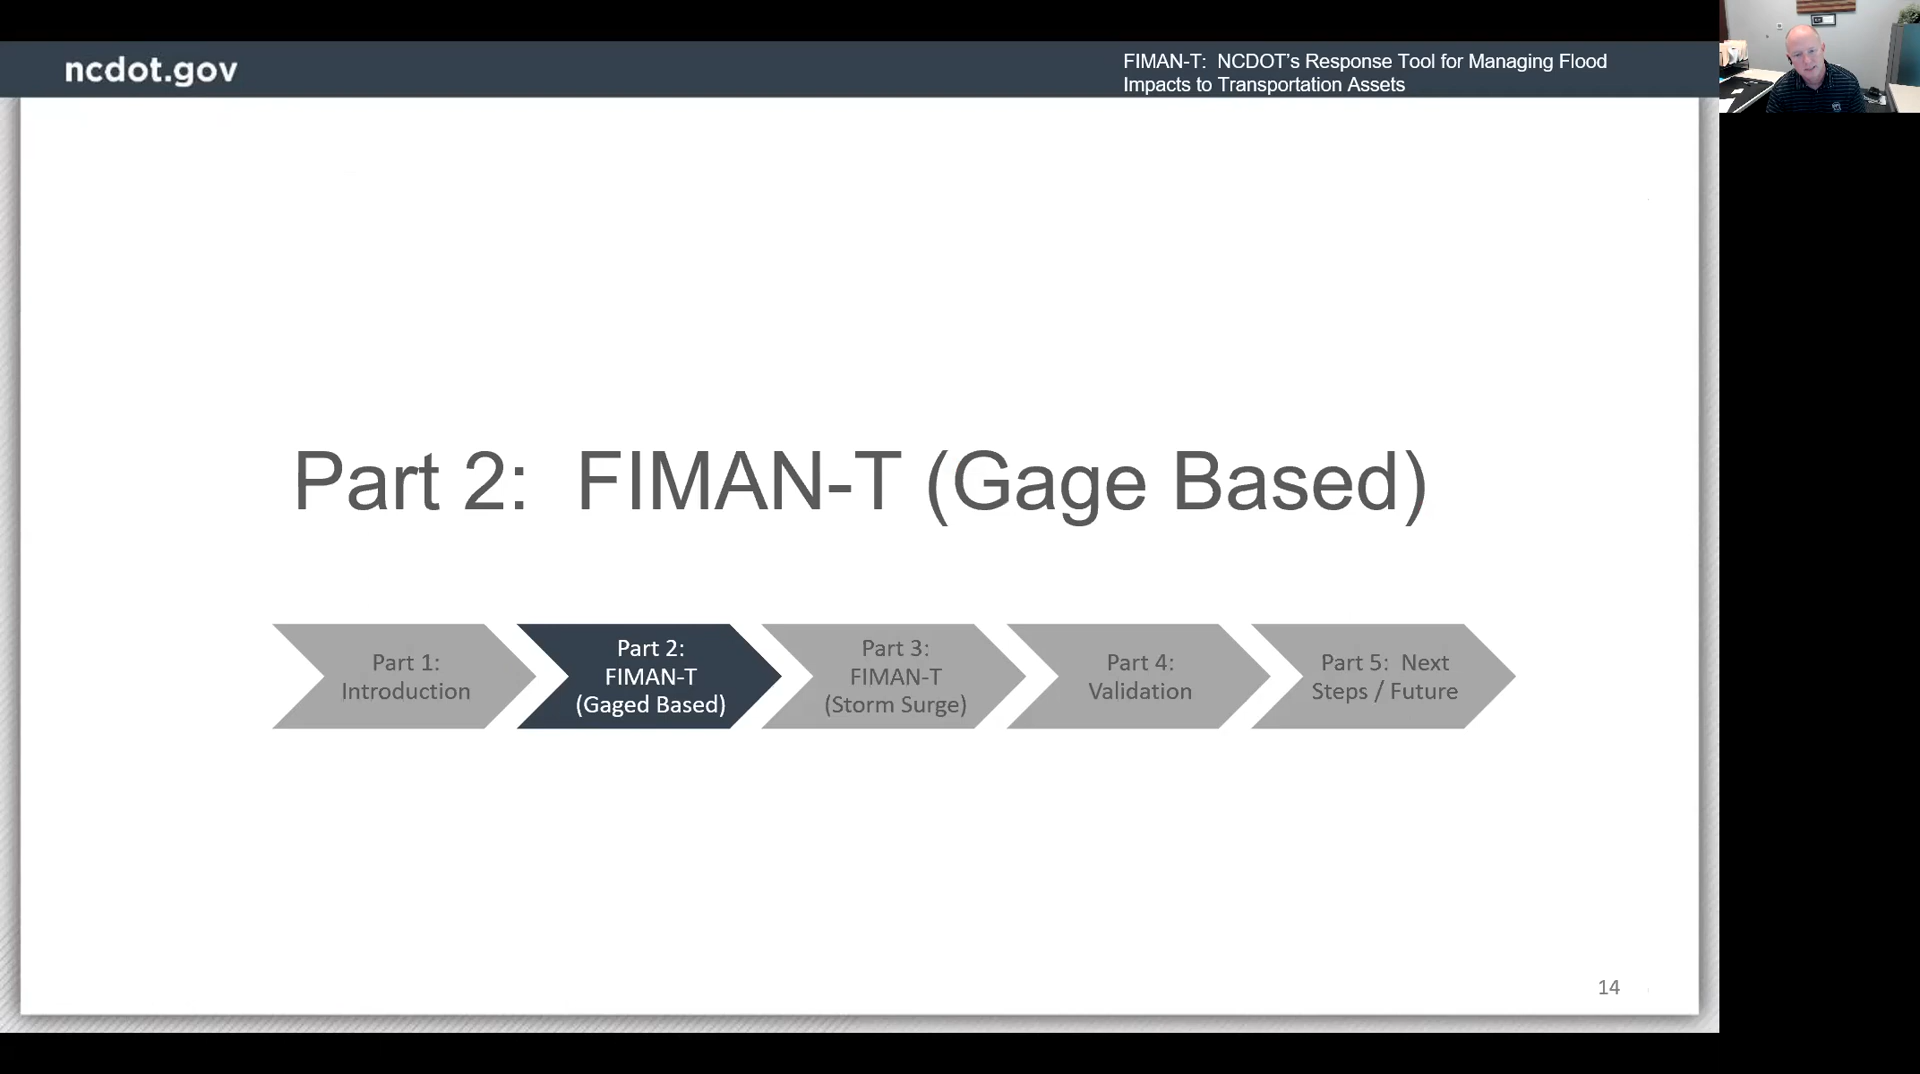 ncdot.gov
FIMAN-T: NCDOT's Response Tool for Managing Flood
Impacts to Transportation Assets
Part 2: FIMAN-T (Gage Based)
Part 1:
Introduction
Part 2:
FIMAN-T
(Gaged Based)
Part 3:
FIMAN-T
(Storm Surge)
Part 4:
Validation
Part 5: Next
Steps / Future
14